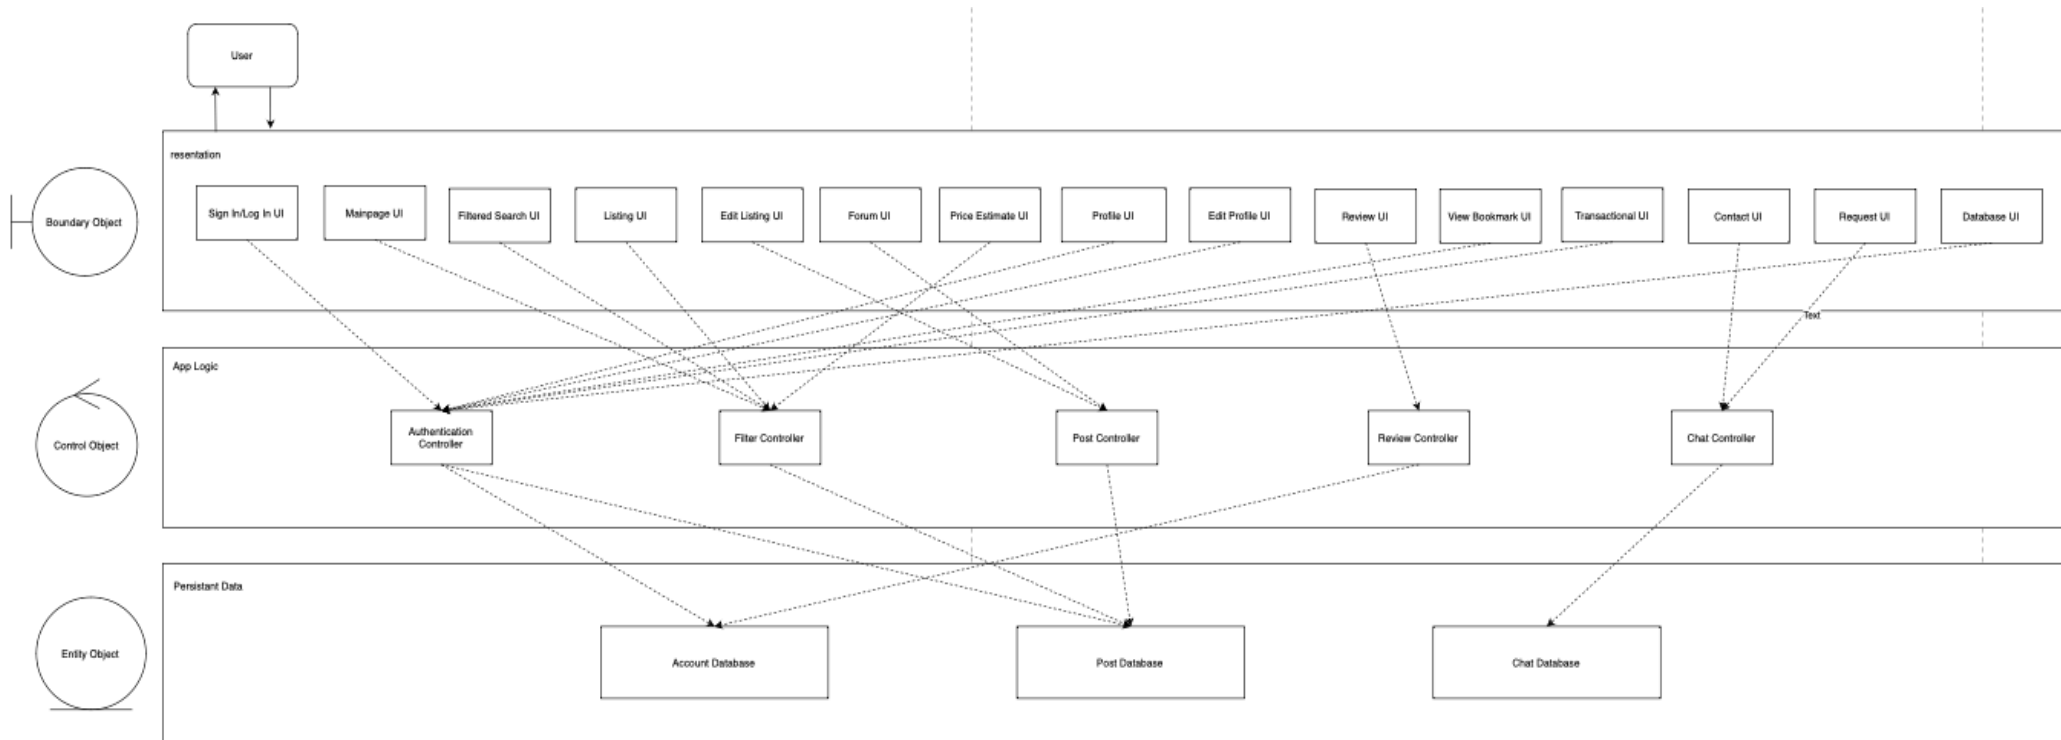 User
resentation
Sign In/Log In UI
Mainpage UI
Filtered Search UI
Listing UI
Edit Listing UI
Forum UI
Price Estimate UI
Profile UI
Edit Profile UI
Review UI
View Bookmark UI
Transactional UI
Contact UI
Request UI
Database UI
Boundary Object
Text
App Logic
Authentication
Controller
Filter Controller
Post Controller
Review Controller
Chat Controller
Control Object
Persistant Data
Entity Object
Account Database
Post Database
Chat Database